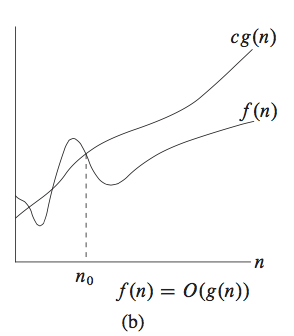 cg(n)
f(n)
n
n₀
f(n) = O(g(n))
(b)